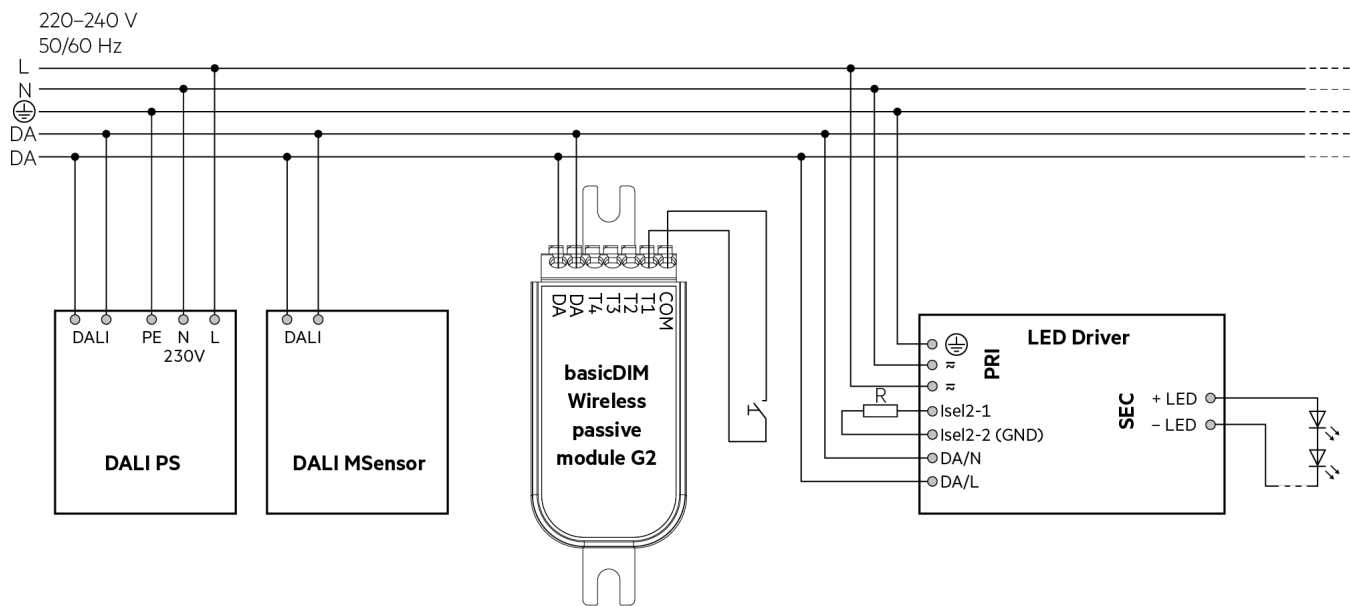 220–240 V
50/60 Hz
L
N
DA
DA
DALI PE N L
230V
DALI PS
DALI
DALI MSensor
DA
DA
T4
T3
T2
T1
COM
basicDIM
Wireless
passive
module G2
LED Driver
PRI
≂
≂
R
Isel2-1
Isel2-2 (GND)
DA/N
DA/L
SEC
+ LED
– LED